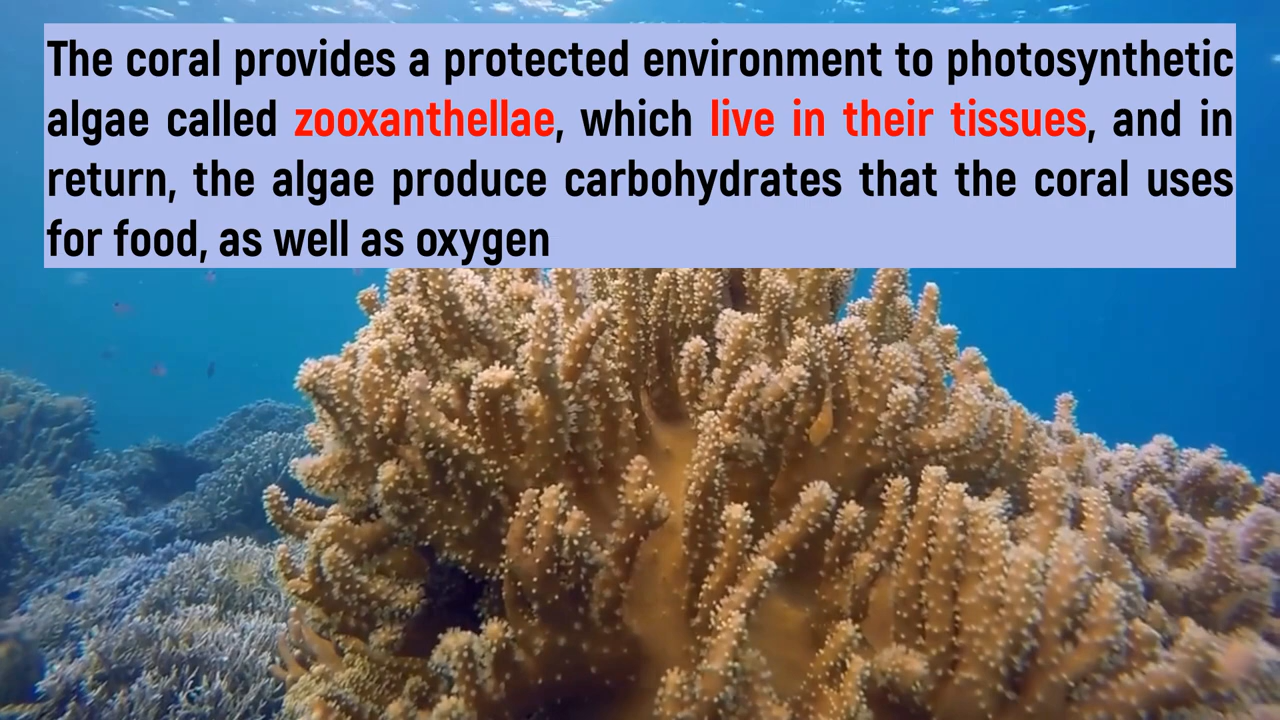 The coral provides a protected environment to photosynthetic
algae called zooxanthellae, which live in their tissues, and in
return, the algae produce carbohydrates that the coral uses
for food, as well as oxygen